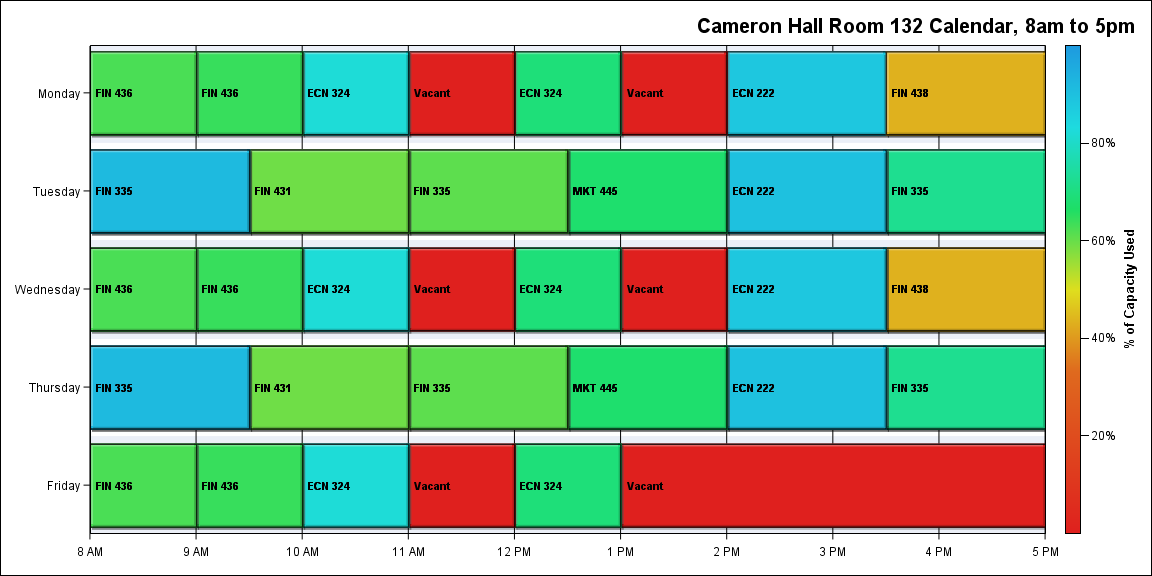 Cameron Hall Room 132 Calendar, 8am to 5pm
Monday
FIN 436
FIN 436
ECN 324
Vacant
ECN 324
Vacant
ECN 222
FIN 438
Tuesday
FIN 335
FIN 431
FIN 335
MKT 445
ECN 222
FIN 335
Wednesday
FIN 436
FIN 436
ECN 324
Vacant
ECN 324
Vacant
ECN 222
FIN 438
Thursday
FIN 335
FIN 431
FIN 335
MKT 445
ECN 222
FIN 335
Friday
FIN 436
FIN 436
ECN 324
Vacant
ECN 324
Vacant
8 AM
9 AM
10 AM
11 AM
12 PM
1 PM
2 PM
3 PM
4 PM
5 PM
80%
60%
40%
20%
% of Capacity Used